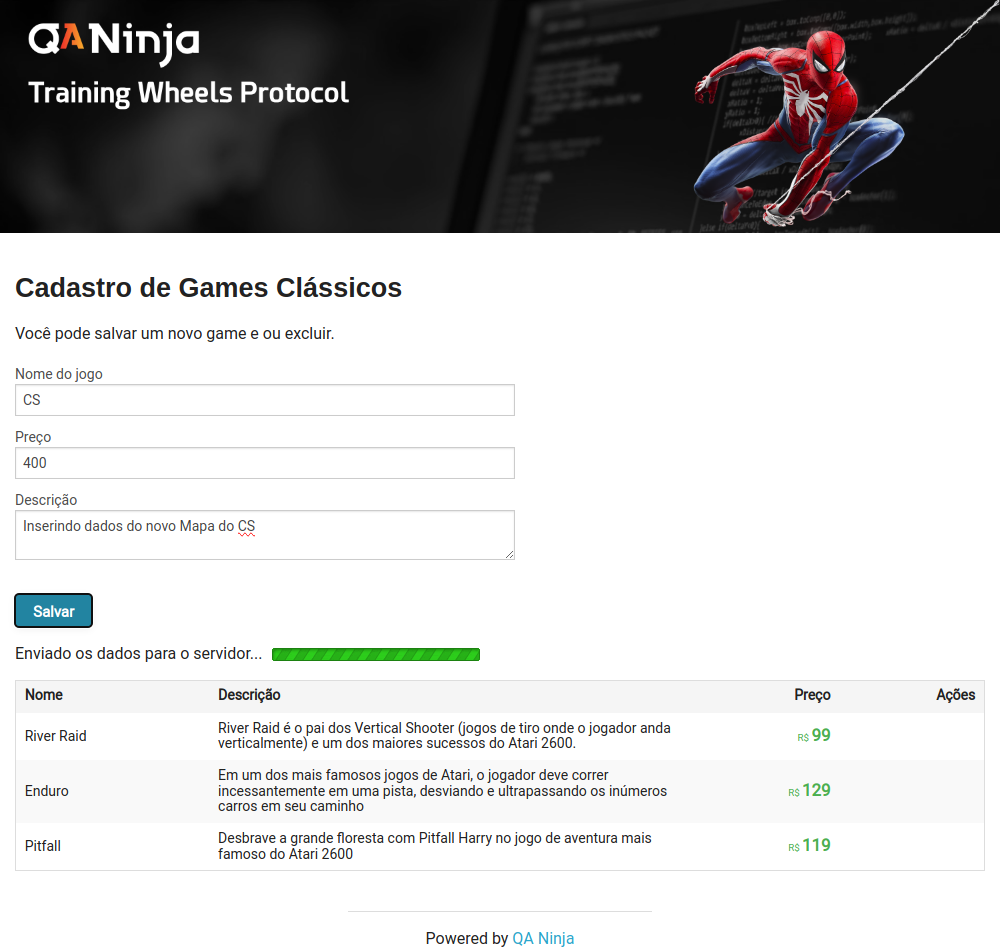 QANinja
Training Wheels Protocol
Cadastro de Games Clássicos
Você pode salvar um novo game e ou excluir.
Nome do jogo
CS
Preço
400
Descrição
Inserindo dados do novo Mapa do CS
Salvar
Enviado os dados para o servidor...
Nome Descrição Preço Ações
River Raid River Raid é o pai dos Vertical Shooter (jogos de tiro onde o jogador anda
verticalmente) e um dos maiores sucessos do Atari 2600. R$ 99
Enduro Em um dos mais famosos jogos de Atari, o jogador deve correr
incessantemente em uma pista, desviando e ultrapassando os inúmeros
carros em seu caminho R$ 129
Pitfall Desbrave a grande floresta com Pitfall Harry no jogo de aventura mais
famoso do Atari 2600 R$ 119
Powered by QA Ninja